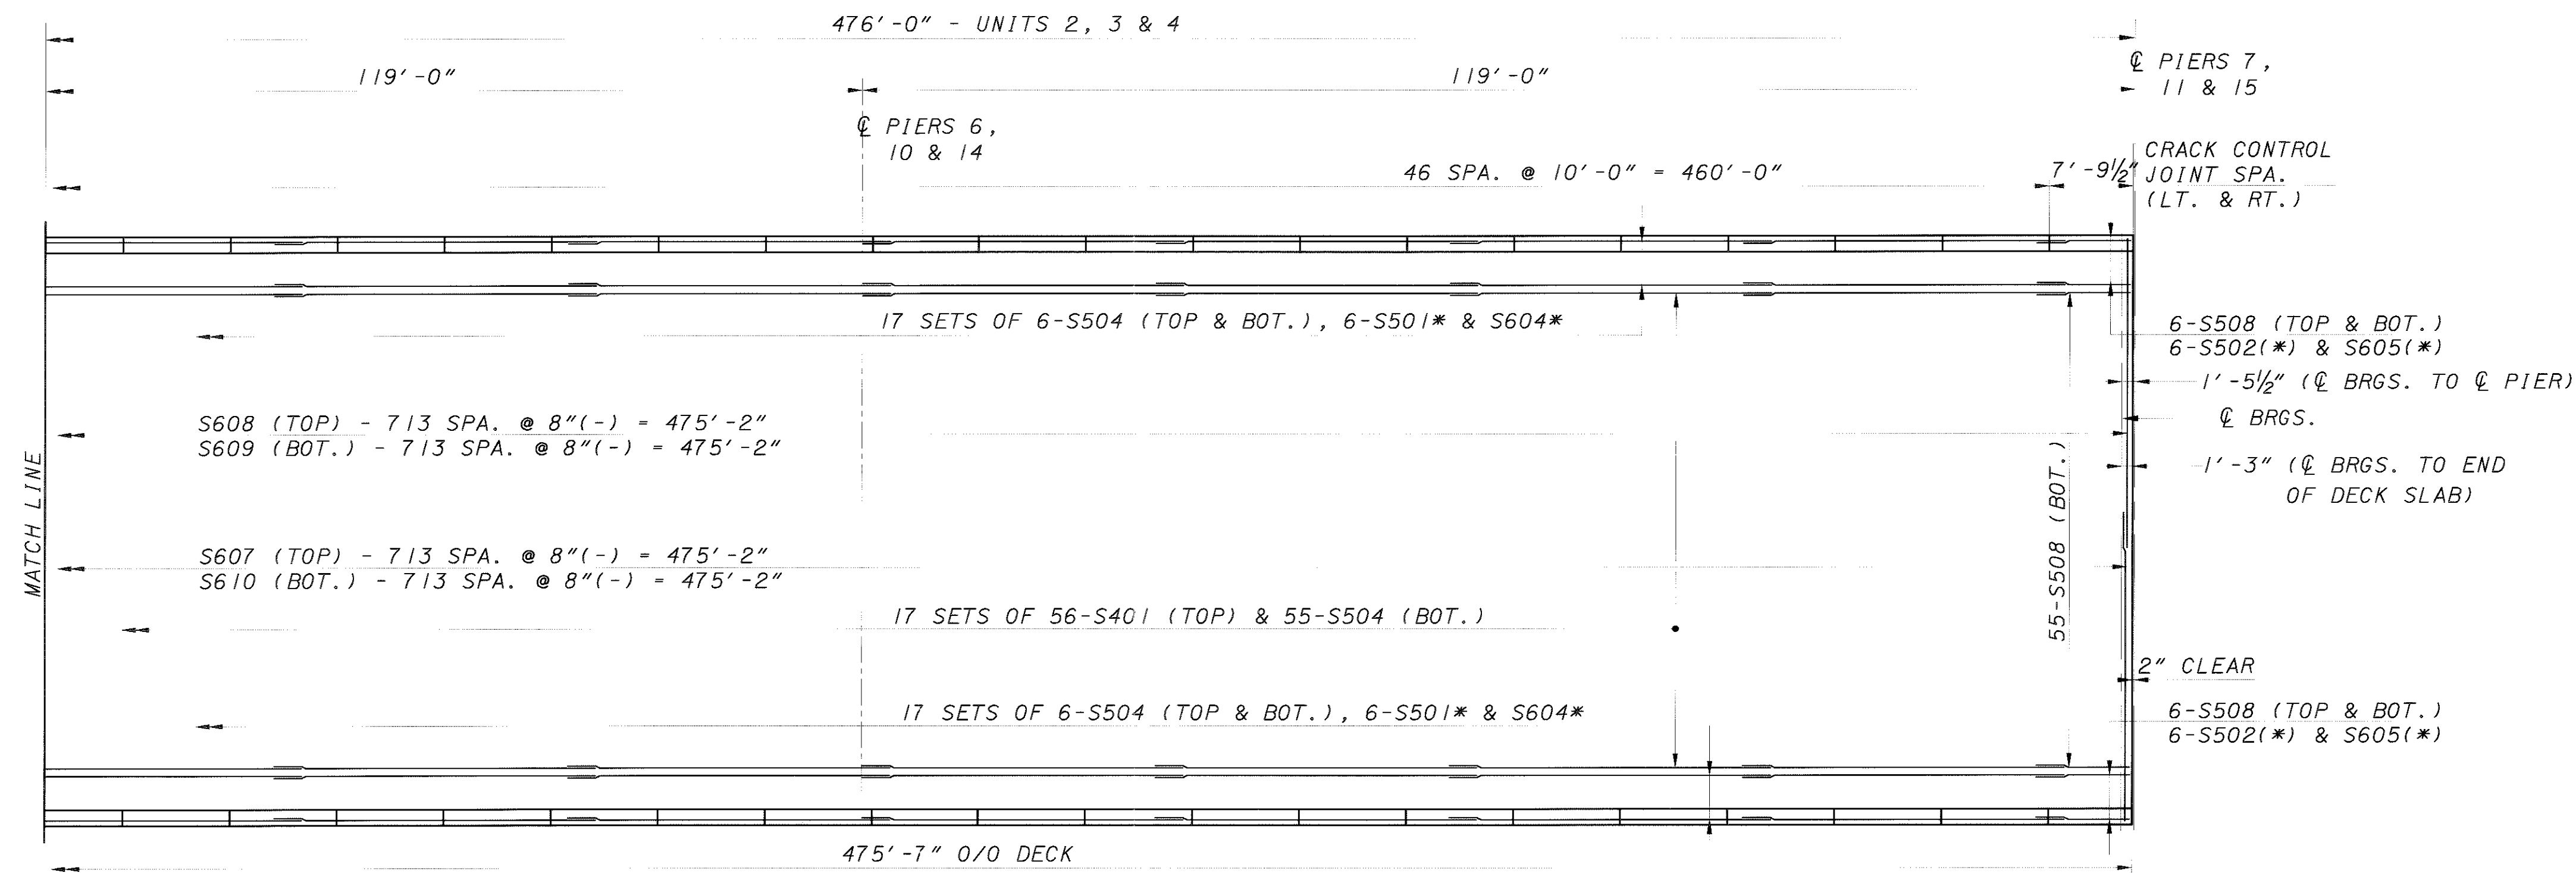 476'-0" - UNITS 2, 3 & 4
119'-0"
119'-0"
℄ PIERS 7,
11 & 15
℄ PIERS 6,
10 & 14
46 SPA. @ 10'-0" = 460'-0"
7'-9½"
CRACK CONTROL
JOINT SPA.
(LT. & RT.)
17 SETS OF 6-S504 (TOP & BOT.), 6-S501* & S604*
6-S508 (TOP & BOT.)
6-S502(*) & S605(*)
1'-5½" (℄ BRGS. TO ℄ PIER)
℄ BRGS.
S608 (TOP) - 713 SPA. @ 8"(-) = 475'-2"
S609 (BOT.) - 713 SPA. @ 8"(-) = 475'-2"
1'-3" (℄ BRGS. TO END
OF DECK SLAB)
MATCH LINE
55-S508 (BOT.)
S607 (TOP) - 713 SPA. @ 8"(-) = 475'-2"
S610 (BOT.) - 713 SPA. @ 8"(-) = 475'-2"
17 SETS OF 56-S401 (TOP) & 55-S504 (BOT.)
2" CLEAR
17 SETS OF 6-S504 (TOP & BOT.), 6-S501* & S604*
6-S508 (TOP & BOT.)
6-S502(*) & S605(*)
475'-7" O/O DECK